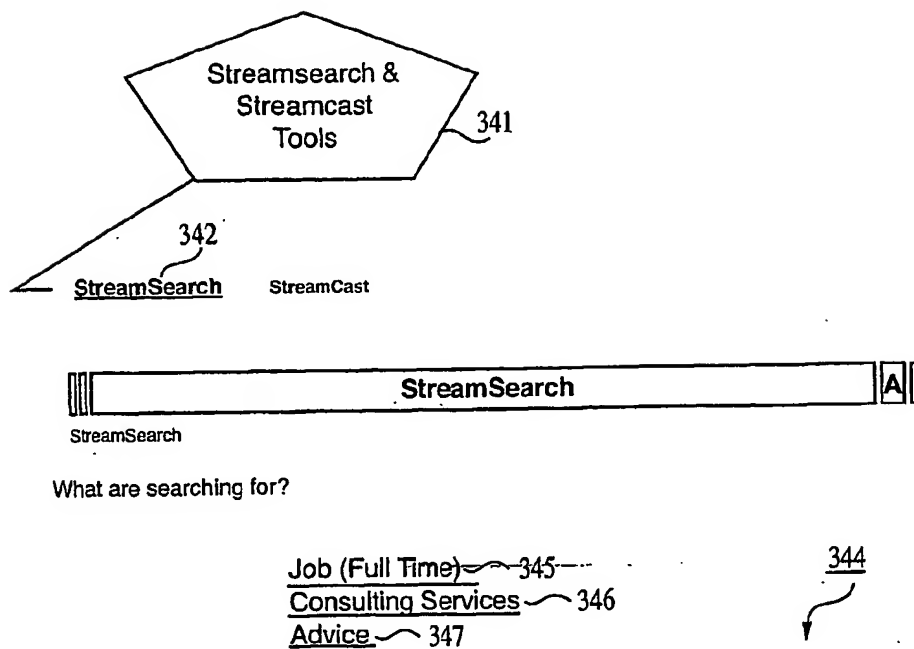 Streamsearch &
Streamcast
Tools
341
342
StreamSearch StreamCast
StreamSearch A
StreamSearch
What are searching for?
Job (Full Time) 345 344
Consulting Services 346
Advice 347